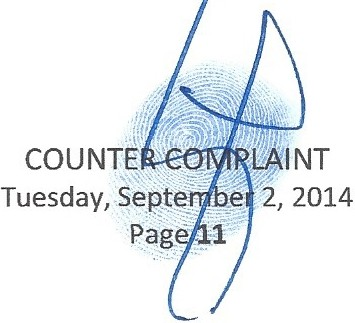 COUNTER COMPLAINT
Tuesday, September 2, 2014
Page 11